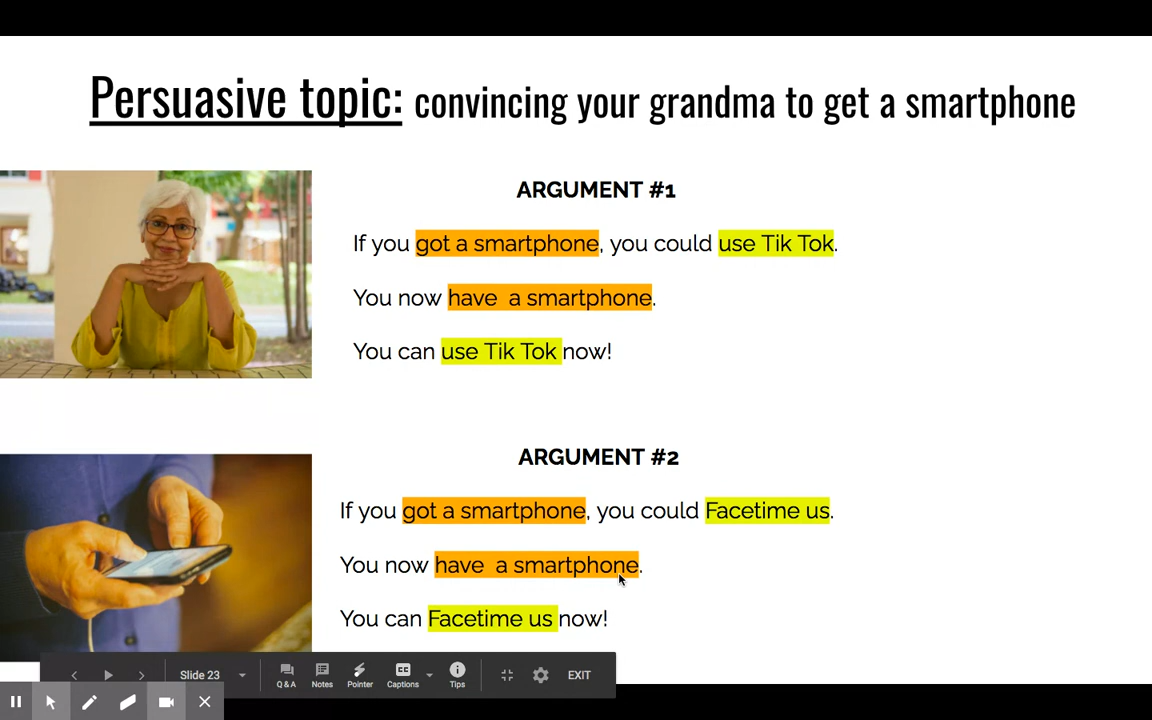 Persuasive topic: convincing your grandma to get a smartphone
ARGUMENT #1
If you got a smartphone, you could use Tik Tok.
You now have  a smartphone.
You can use Tik Tok now!
ARGUMENT #2
If you got a smartphone, you could Facetime us.
You now have  a smartphone.
You can Facetime us now!
Slide 23
Q & A Notes Pointer CC Captions Tips EXIT